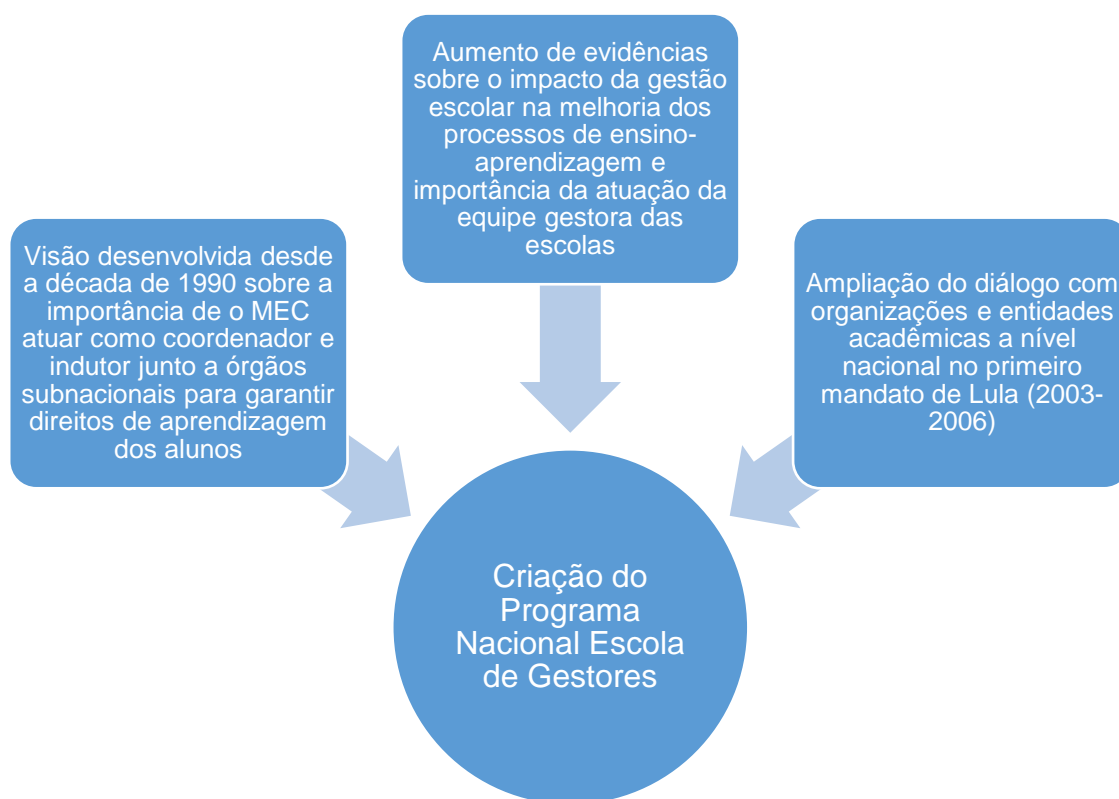 Aumento de evidências
sobre o impacto da gestão
escolar na melhoria dos
processos de ensino-
aprendizagem e
importância da atuação da
equipe gestora das
escolas
Visão desenvolvida desde
a década de 1990 sobre a
importância de o MEC
atuar como coordenador e
indutor junto a órgãos
subnacionais para garantir
direitos de aprendizagem
dos alunos
Ampliação do diálogo com
organizações e entidades
acadêmicas a nível
nacional no primeiro
mandato de Lula (2003-
2006)
Criação do
Programa
Nacional Escola
de Gestores